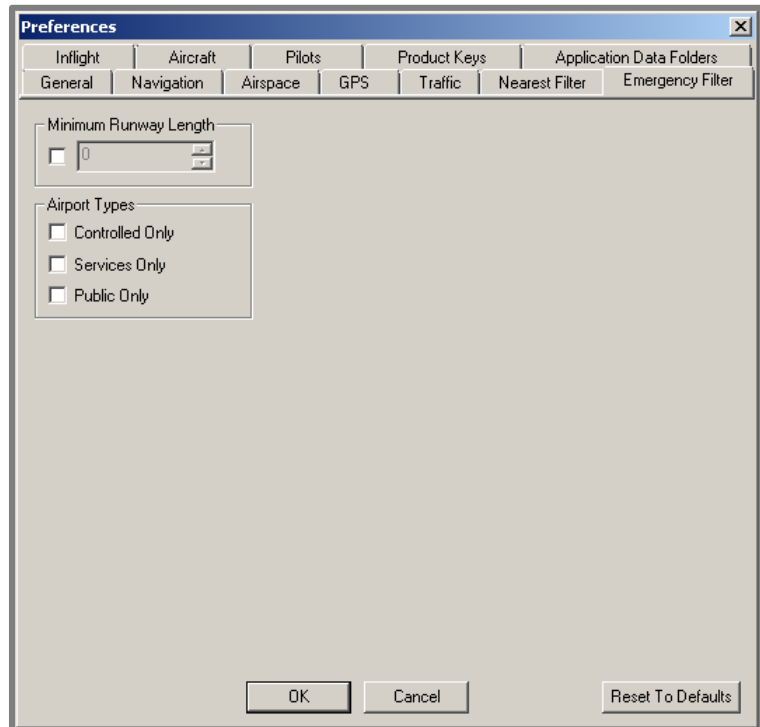 Preferences
Inflight Aircraft Pilots Product Keys Application Data Folders
General Navigation Airspace GPS Traffic Nearest Filter Emergency Filter
Minimum Runway Length
0
Airport Types
Controlled Only
Services Only
Public Only
OK Cancel Reset To Defaults